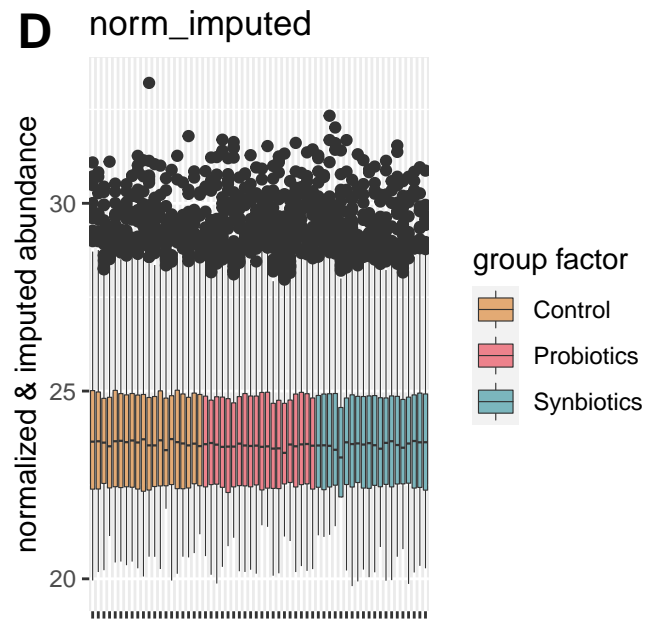 D
norm_imputed
normalized & imputed abundance
30
25
20
group factor
Control
Probiotics
Synbiotics